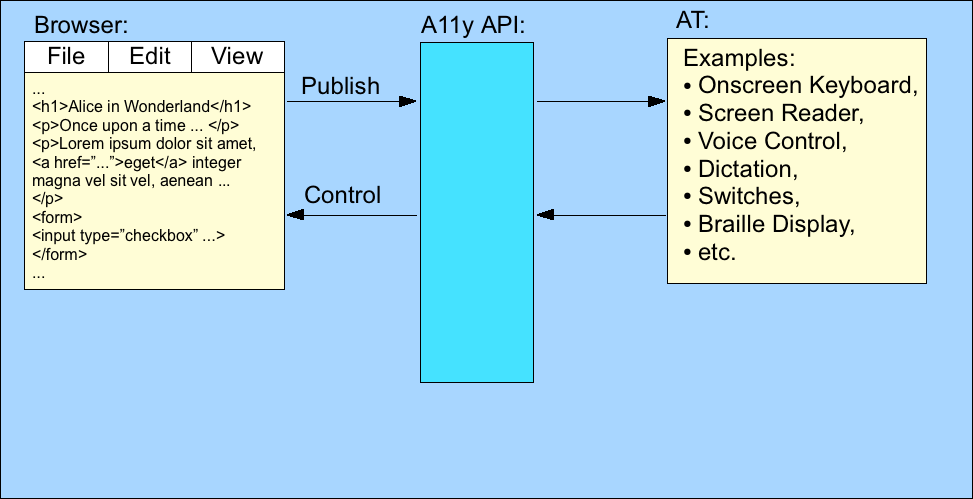 Browser:
File Edit View
...
<h1>Alice in Wonderland</h1>
<p>Once upon a time ... </p>
<p>Lorem ipsum dolor sit amet,
<a href=”...”>eget</a> integer
magna vel sit vel, aenean ...
</p>
<form>
<input type=”checkbox” ...>
</form>
...
Publish
Control
A11y API:
AT:
Examples:
• Onscreen Keyboard,
• Screen Reader,
• Voice Control,
• Dictation,
• Switches,
• Braille Display,
• etc.